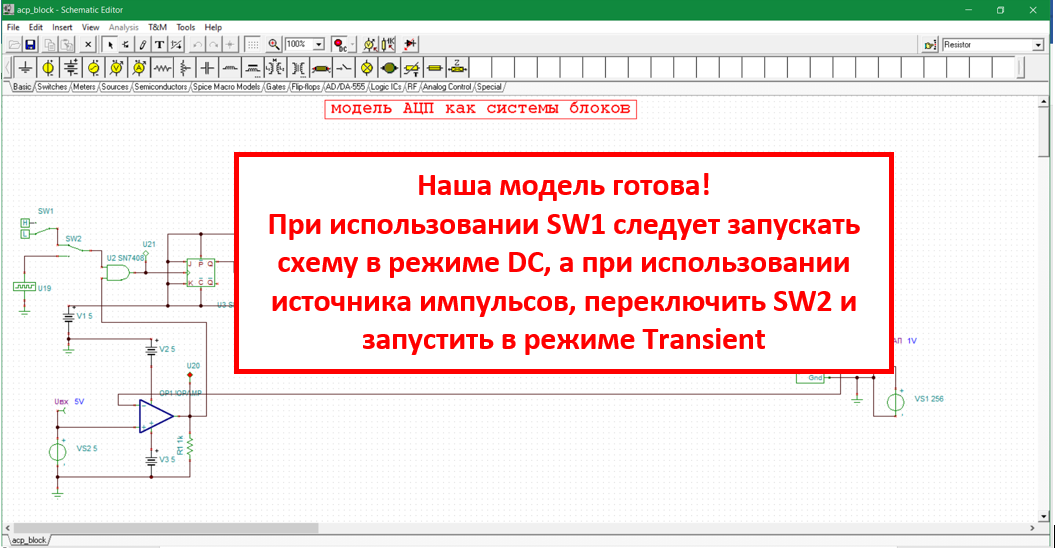 acp_block - Schematic Editor
File Edit Insert View Analysis T&M Tools Help
100% DC Resistor
Basic Switches Meters Sources Semiconductors Spice Macro Models Gates Flip-flops AD/DA-555 Logic ICs RF Analog Control Special
модель АЦП как системы блоков
Наша модель готова!
При использовании SW1 следует запускать
схему в режиме DC, а при использовании
источника импульсов, переключить SW2 и
запустить в режиме Transient
SW1
H
L
SW2
U21
U2 SN7408
J P Q
K C Q
U19
U3 S
V1 5
V2 5
U20
OP1 !OPAMP
Uвх 5V
VS2 5
R1 1k
V3 5
АП 1V
Gnd
VS1 256
acp_block